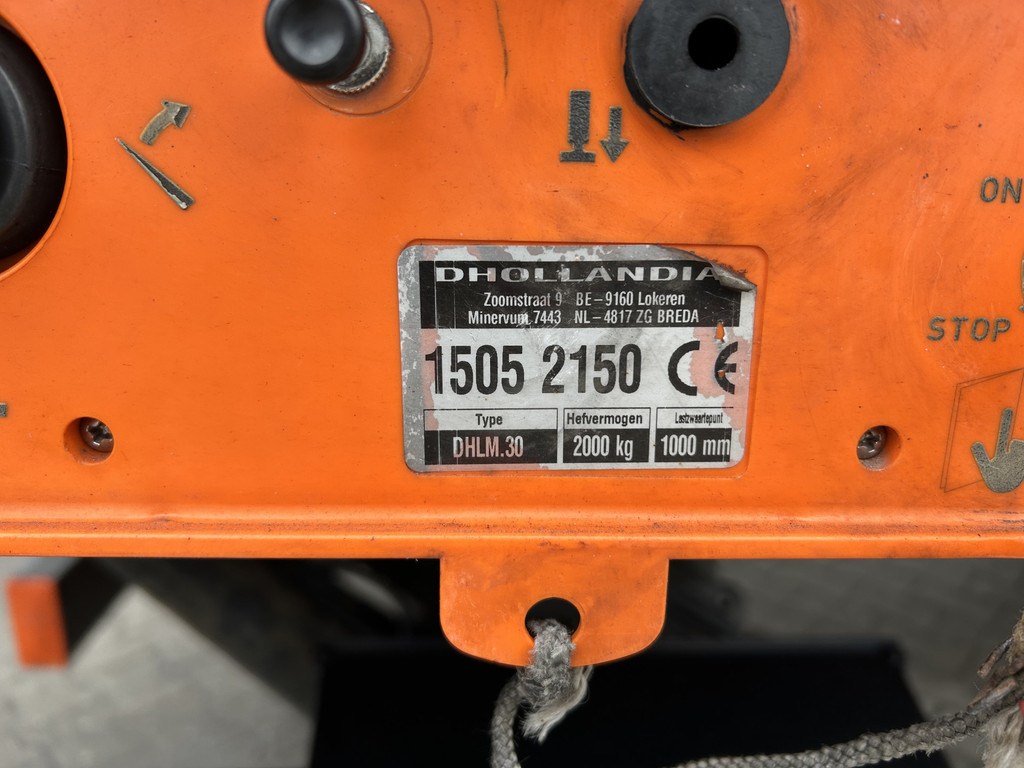 ON
STOP
DHOLLANDIA
Zoomstraat 9 BE-9160 Lokeren
Minervum 7443 NL-4817 ZG BREDA
1505 2150 CE
Type Hefvermogen Lastzwaartepunt
DHLM.30 2000 kg 1000 mm